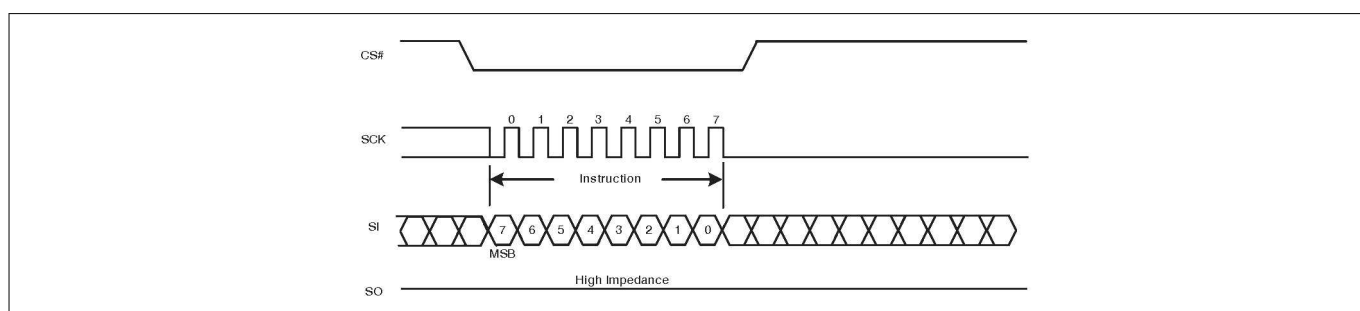 CS#
0 1 2 3 4 5 6 7
SCK
Instruction
SI
7 6 5 4 3 2 1 0
MSB
High Impedance
SO